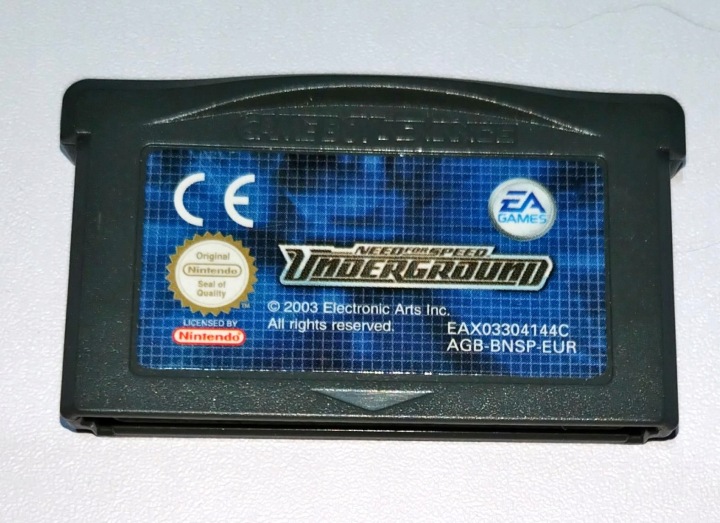 GAME BOY ADVANCE
CE
EA
GAMES
Original
Nintendo
Seal of
Quality
TM
NEED FOR SPEED
UNDERGROUND
© 2003 Electronic Arts Inc.
All rights reserved.
LICENSED BY
Nintendo
EAX03304144C
AGB-BNSP-EUR